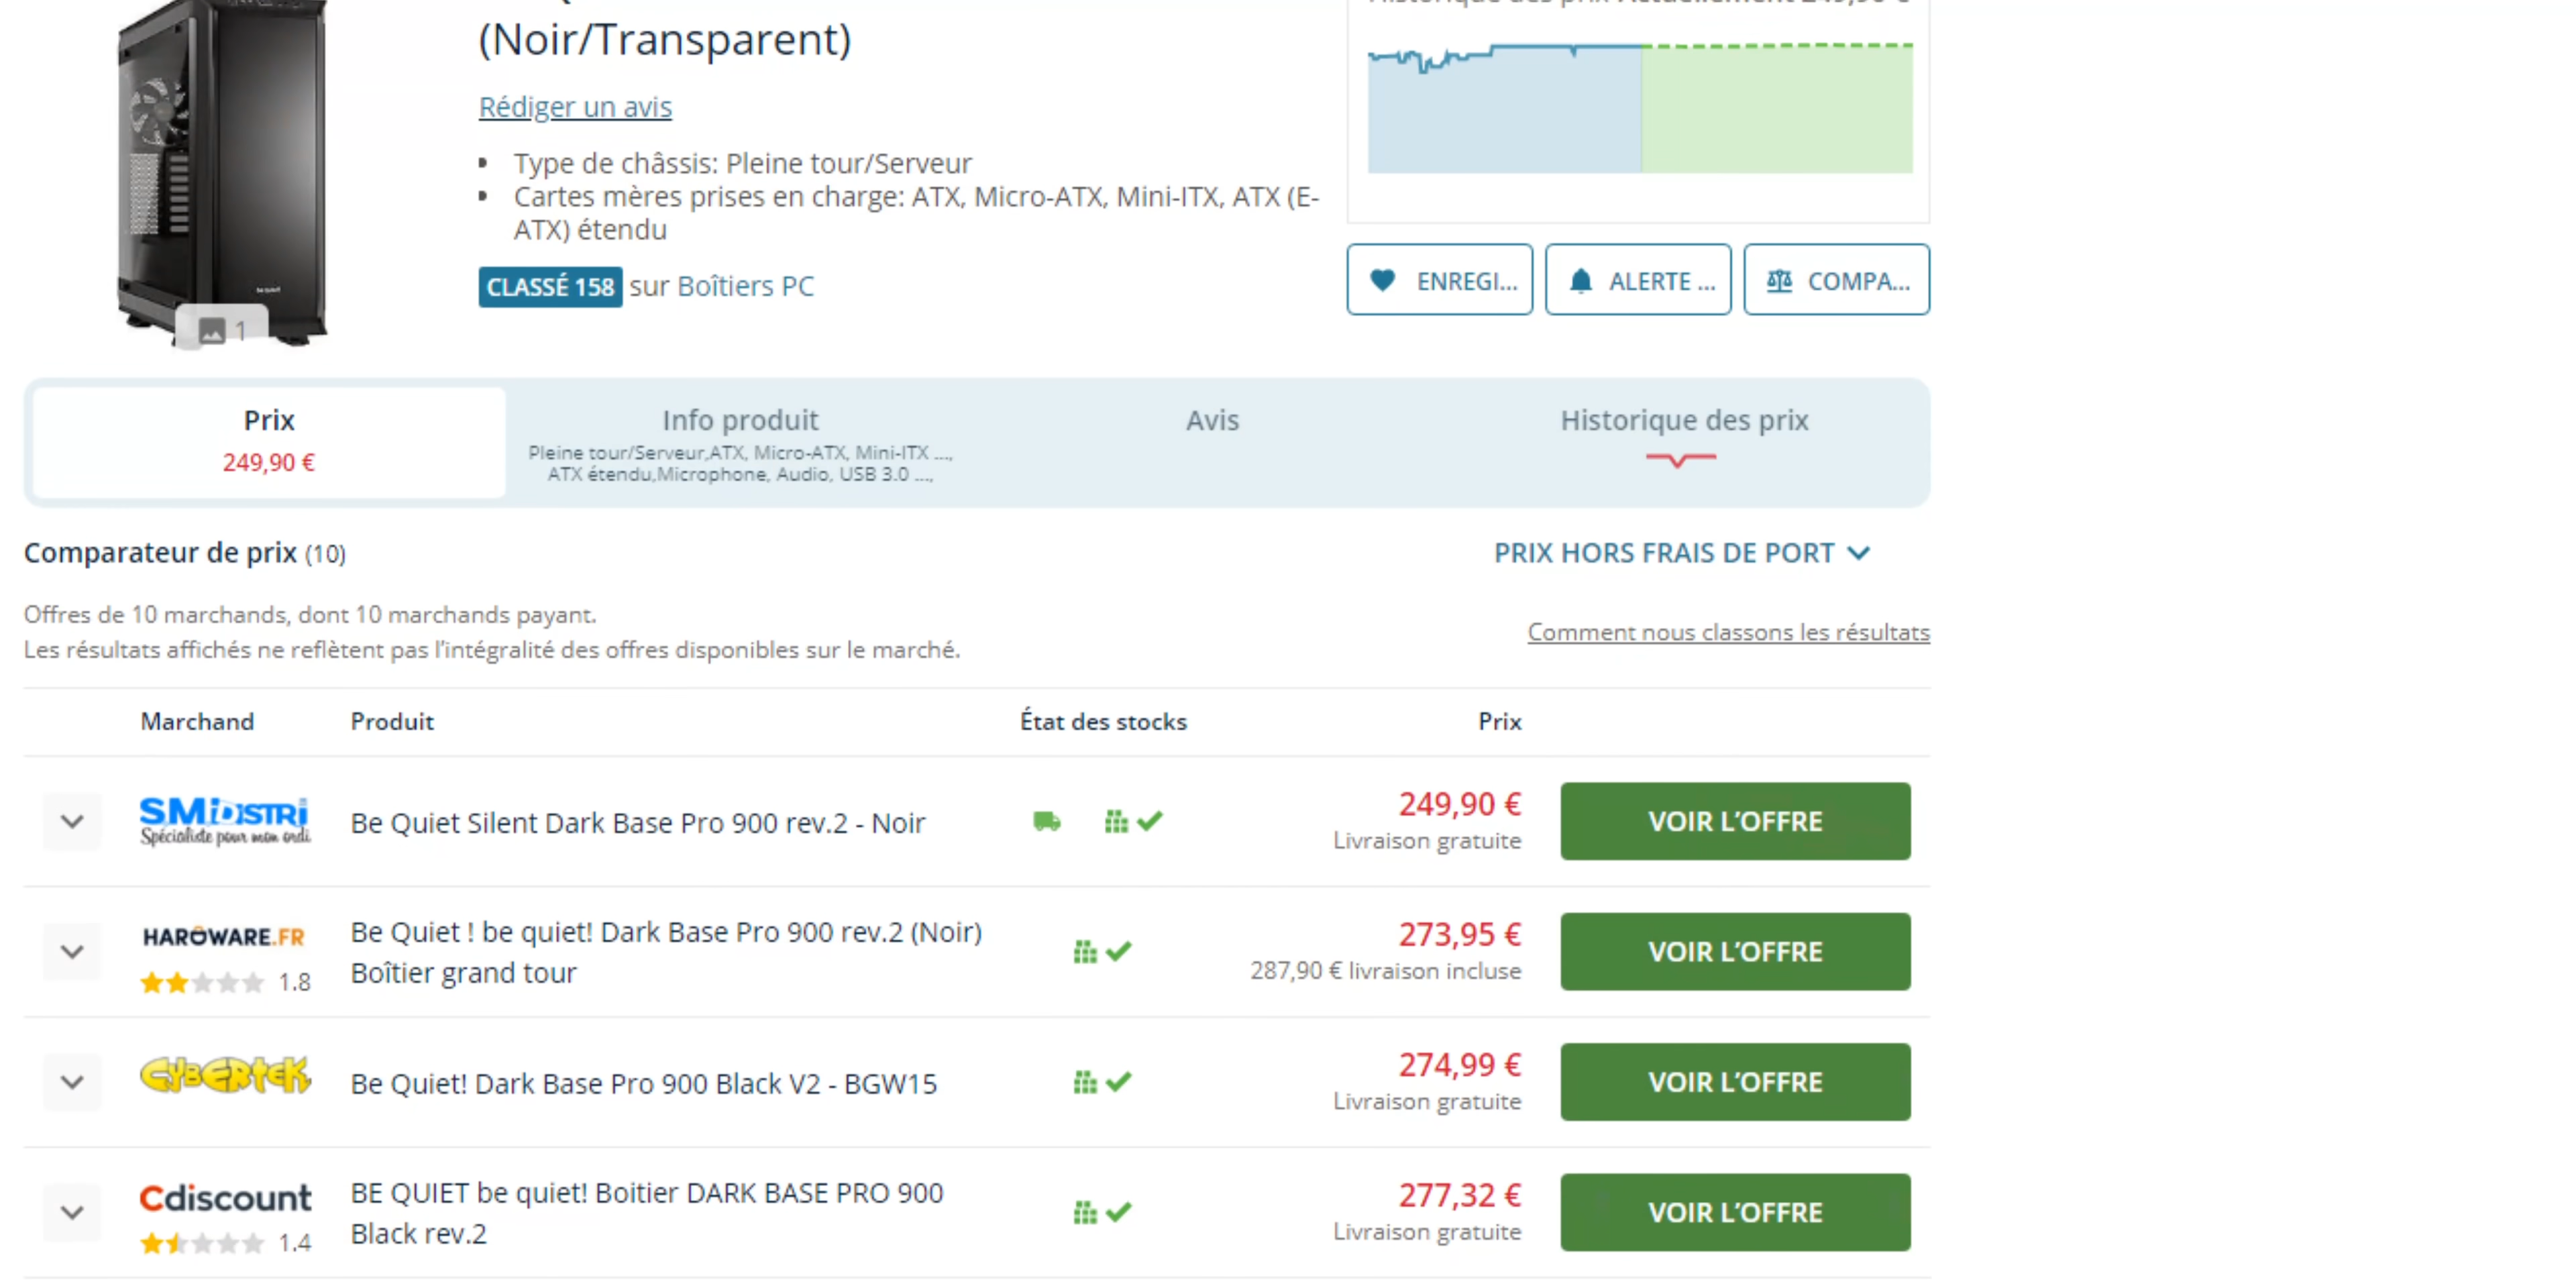 (Noir/Transparent)
Rédiger un avis
Type de châssis: Pleine tour/Serveur
Cartes mères prises en charge: ATX, Micro-ATX, Mini-ITX, ATX (E-
ATX) étendu
CLASSÉ 158 sur Boîtiers PC
1
ENREGI...
ALERTE ...
COMPA...
Prix
249,90 €
Info produit
Pleine tour/Serveur,ATX, Micro-ATX, Mini-ITX ...,
ATX étendu,Microphone, Audio, USB 3.0 ...,
Avis
Historique des prix
Comparateur de prix (10)
PRIX HORS FRAIS DE PORT
Offres de 10 marchands, dont 10 marchands payant.
Les résultats affichés ne reflètent pas l’intégralité des offres disponibles sur le marché.
Comment nous classons les résultats
Marchand
Produit
État des stocks
Prix
SMiDISTRi
Spécialiste pour mon ordi
Be Quiet Silent Dark Base Pro 900 rev.2 - Noir
249,90 €
Livraison gratuite
VOIR L’OFFRE
HARDWARE.FR
1.8
Be Quiet ! be quiet! Dark Base Pro 900 rev.2 (Noir)
Boîtier grand tour
273,95 €
287,90 € livraison incluse
VOIR L’OFFRE
CYBERTEK
Be Quiet! Dark Base Pro 900 Black V2 - BGW15
274,99 €
Livraison gratuite
VOIR L’OFFRE
Cdiscount
1.4
BE QUIET be quiet! Boitier DARK BASE PRO 900
Black rev.2
277,32 €
Livraison gratuite
VOIR L’OFFRE